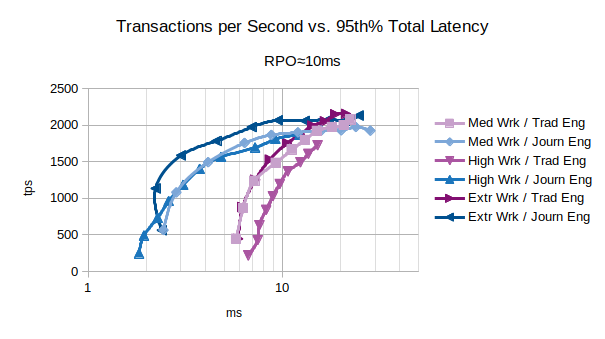 Transactions per Second vs. 95th% Total Latency
RPO≈10ms
2500
2000
1500
1000
500
0
tps
1
10
ms
Med Wrk / Trad Eng
Med Wrk / Journ Eng
High Wrk / Trad Eng
High Wrk / Journ Eng
Extr Wrk / Trad Eng
Extr Wrk / Journ Eng